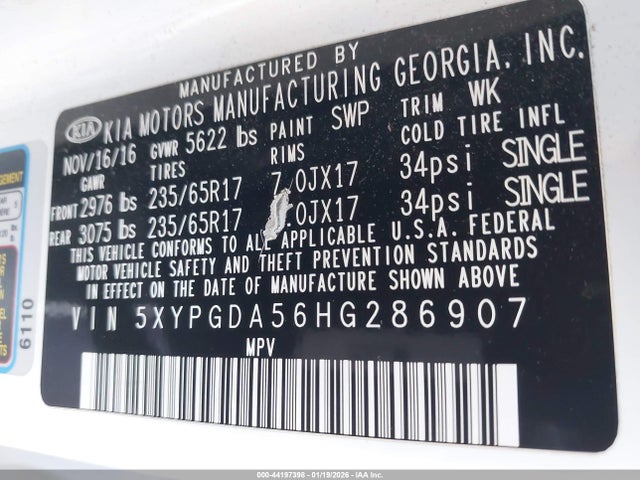 MANUFACTURED BY
KIA KIA MOTORS MANUFACTURING GEORGIA, INC.
NOV/16/16 GVWR 5622 lbs PAINT SWP TRIM WK
GAWR TIRES RIMS COLD TIRE INFL
FRONT 2976 lbs 235/65R17 7.0JX17 34psi SINGLE
REAR 3075 lbs 235/65R17 .0JX17 34psi SINGLE
THIS VEHICLE CONFORMS TO ALL APPLICABLE U.S.A. FEDERAL
MOTOR VEHICLE SAFETY AND THEFT PREVENTION STANDARDS
IN EFFECT ON THE DATE OF MANUFACTURE SHOWN ABOVE
VIN 5XYPGDA56HG286907
MPV
6110
000-44197398 - 01/19/2026 - IAA Inc.